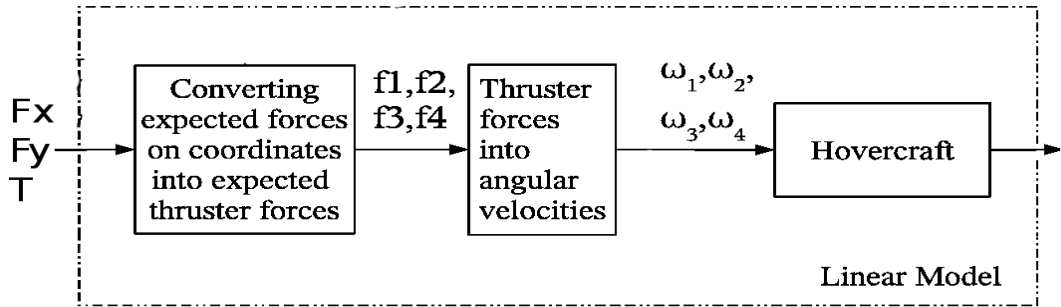 Fx
Fy
T
Converting
expected forces
on coordinates
into expected
thruster forces
f1,f2,
f3,f4
Thruster
forces
into
angular
velocities
ω₁,ω₂,
ω₃,ω₄
Hovercraft
Linear Model